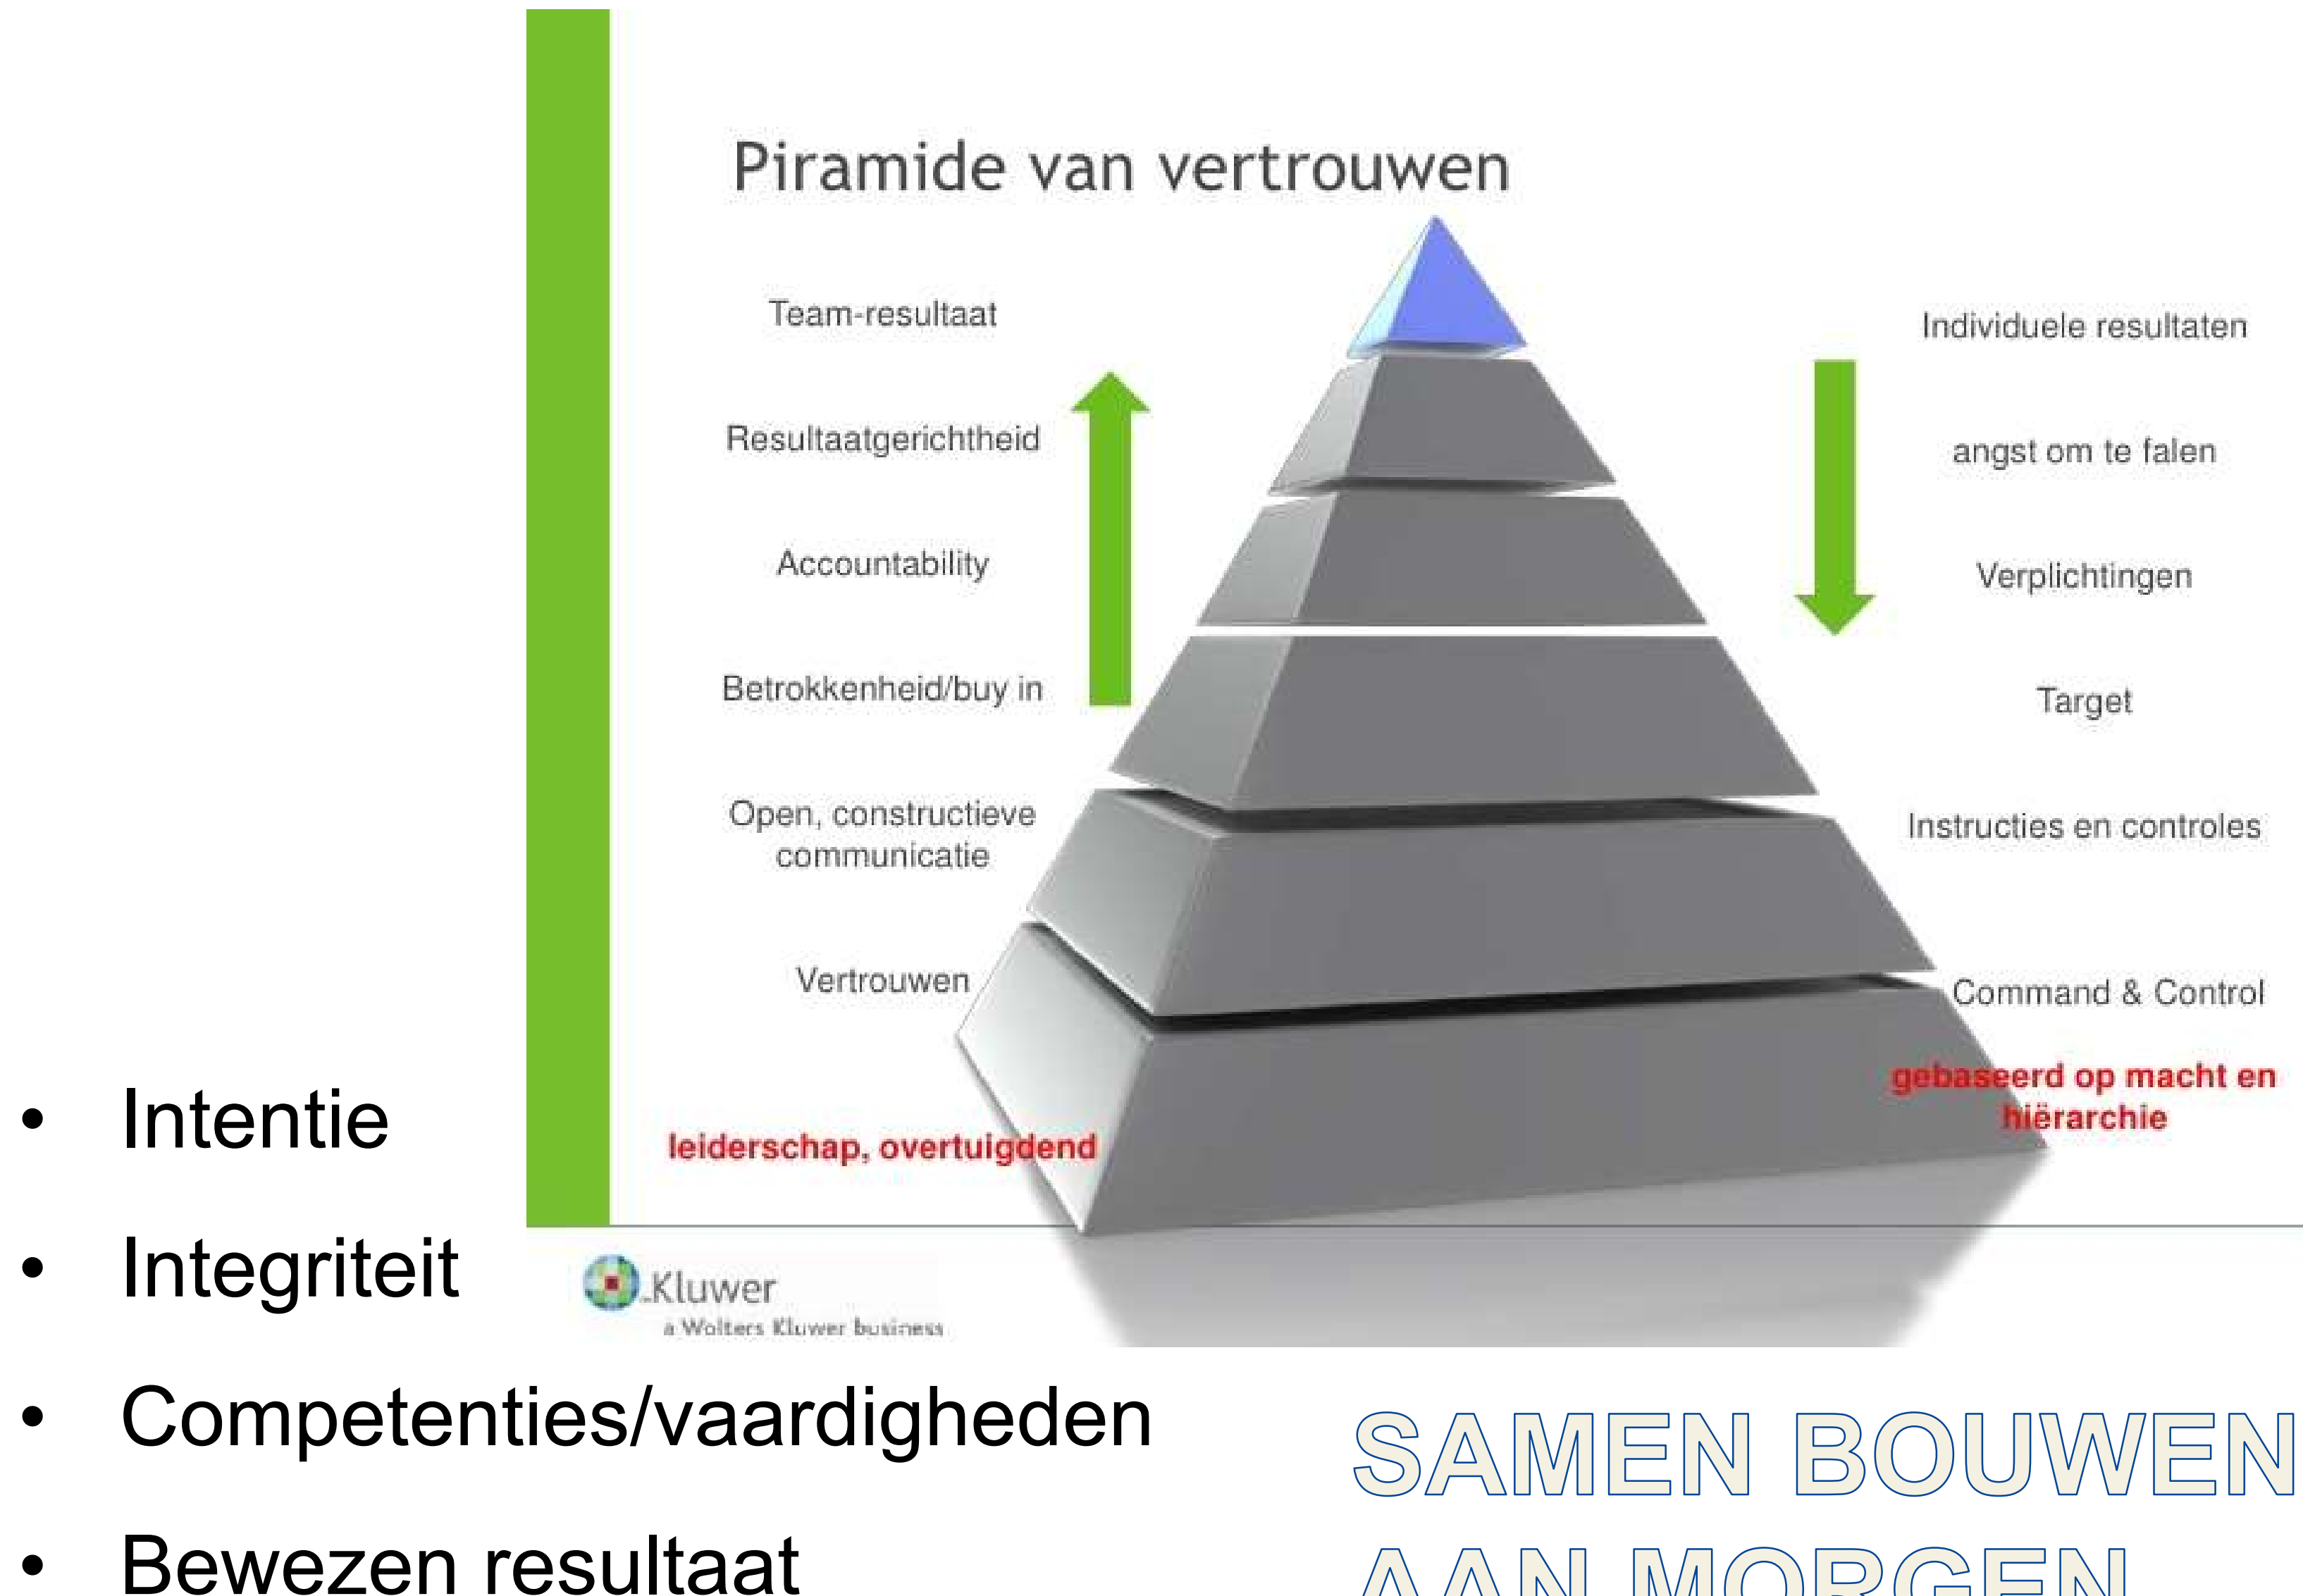 Piramide van vertrouwen
Team-resultaat
Resultaatgerichtheid
Accountability
Betrokkenheid/buy in
Open, constructieve
communicatie
Vertrouwen
leiderschap, overtuigdend
Individuele resultaten
angst om te falen
Verplichtingen
Target
Instructies en controles
Command & Control
gebaseerd op macht en
hiërarchie
Kluwer
a Wolters Kluwer business
• Intentie
• Integriteit
• Competenties/vaardigheden
• Bewezen resultaat
SAMEN BOUWEN
AAN MORGEN